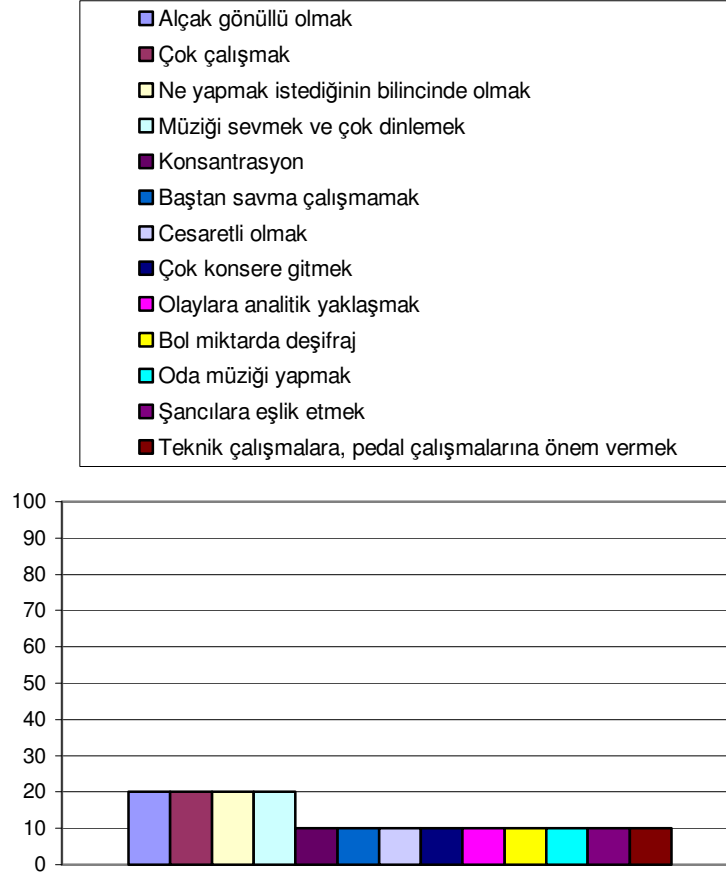 Alçak gönüllü olmak
Çok çalışmak
Ne yapmak istediğinin bilincinde olmak
Müziği sevmek ve çok dinlemek
Konsantrasyon
Baştan savma çalışmamak
Cesaretli olmak
Çok konsere gitmek
Olaylara analitik yaklaşmak
Bol miktarda deşifraj
Oda müziği yapmak
Şancılara eşlik etmek
Teknik çalışmalara, pedal çalışmalarına önem vermek
100
90
80
70
60
50
40
30
20
10
0